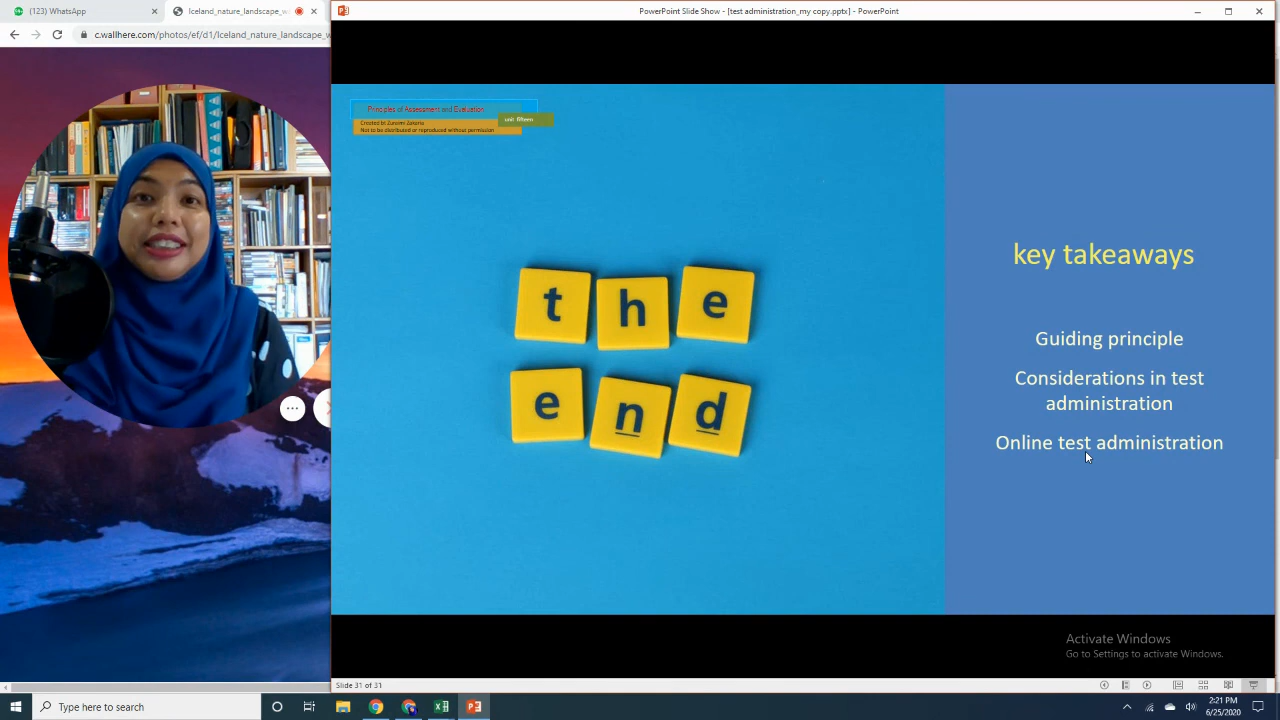 (123) WhatsApp
Iceland_nature_landscape_w
c.wallhere.com/photos/ef/d1/Iceland_nature_landscape_w
PowerPoint Slide Show - [test administration_my copy.pptx] - PowerPoint
Principles of Assessment and Evaluation
Created bt Zuwaimi Zakaria
Not to be distributed or reproduced without permission
unit fifteen
t h e
e n d
key takeaways
Guiding principle
Considerations in test
administration
Online test administration
Activate Windows
Go to Settings to activate Windows.
Slide 31 of 31
Type here to search
2:21 PM
6/25/2020